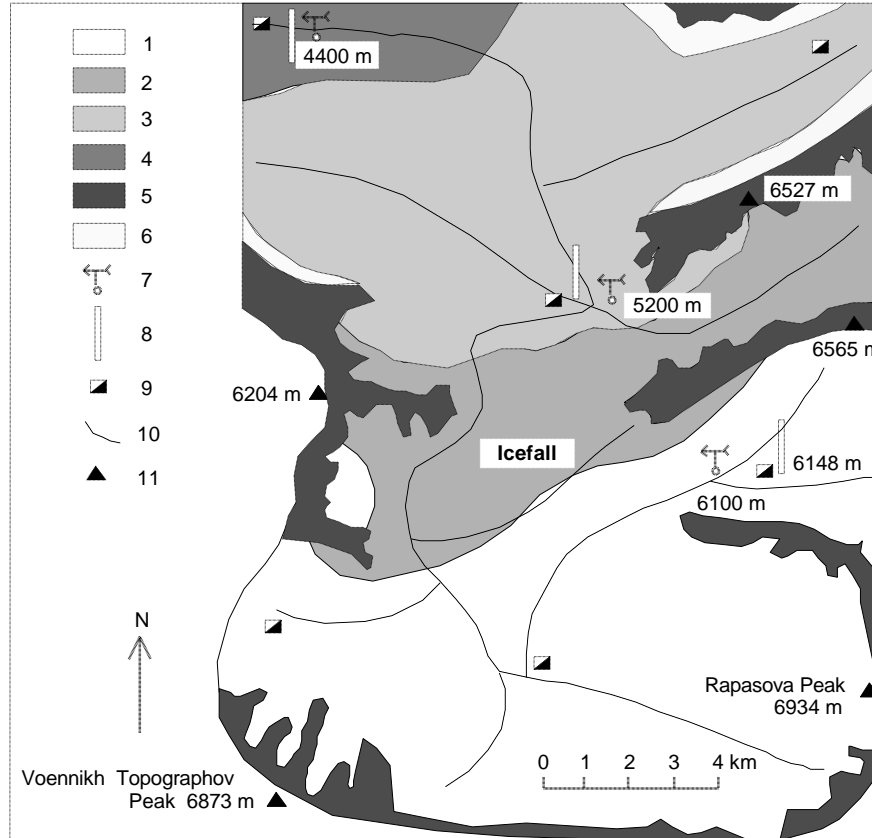 1
2
3
4
5
6
7
8
9
10
11
4400 m
6527 m
5200 m
6565 m
6204 m
Icefall
6148 m
6100 m
N
Rapasova Peak
6934 m
0 1 2 3 4 km
Voennikh Topographov
Peak 6873 m